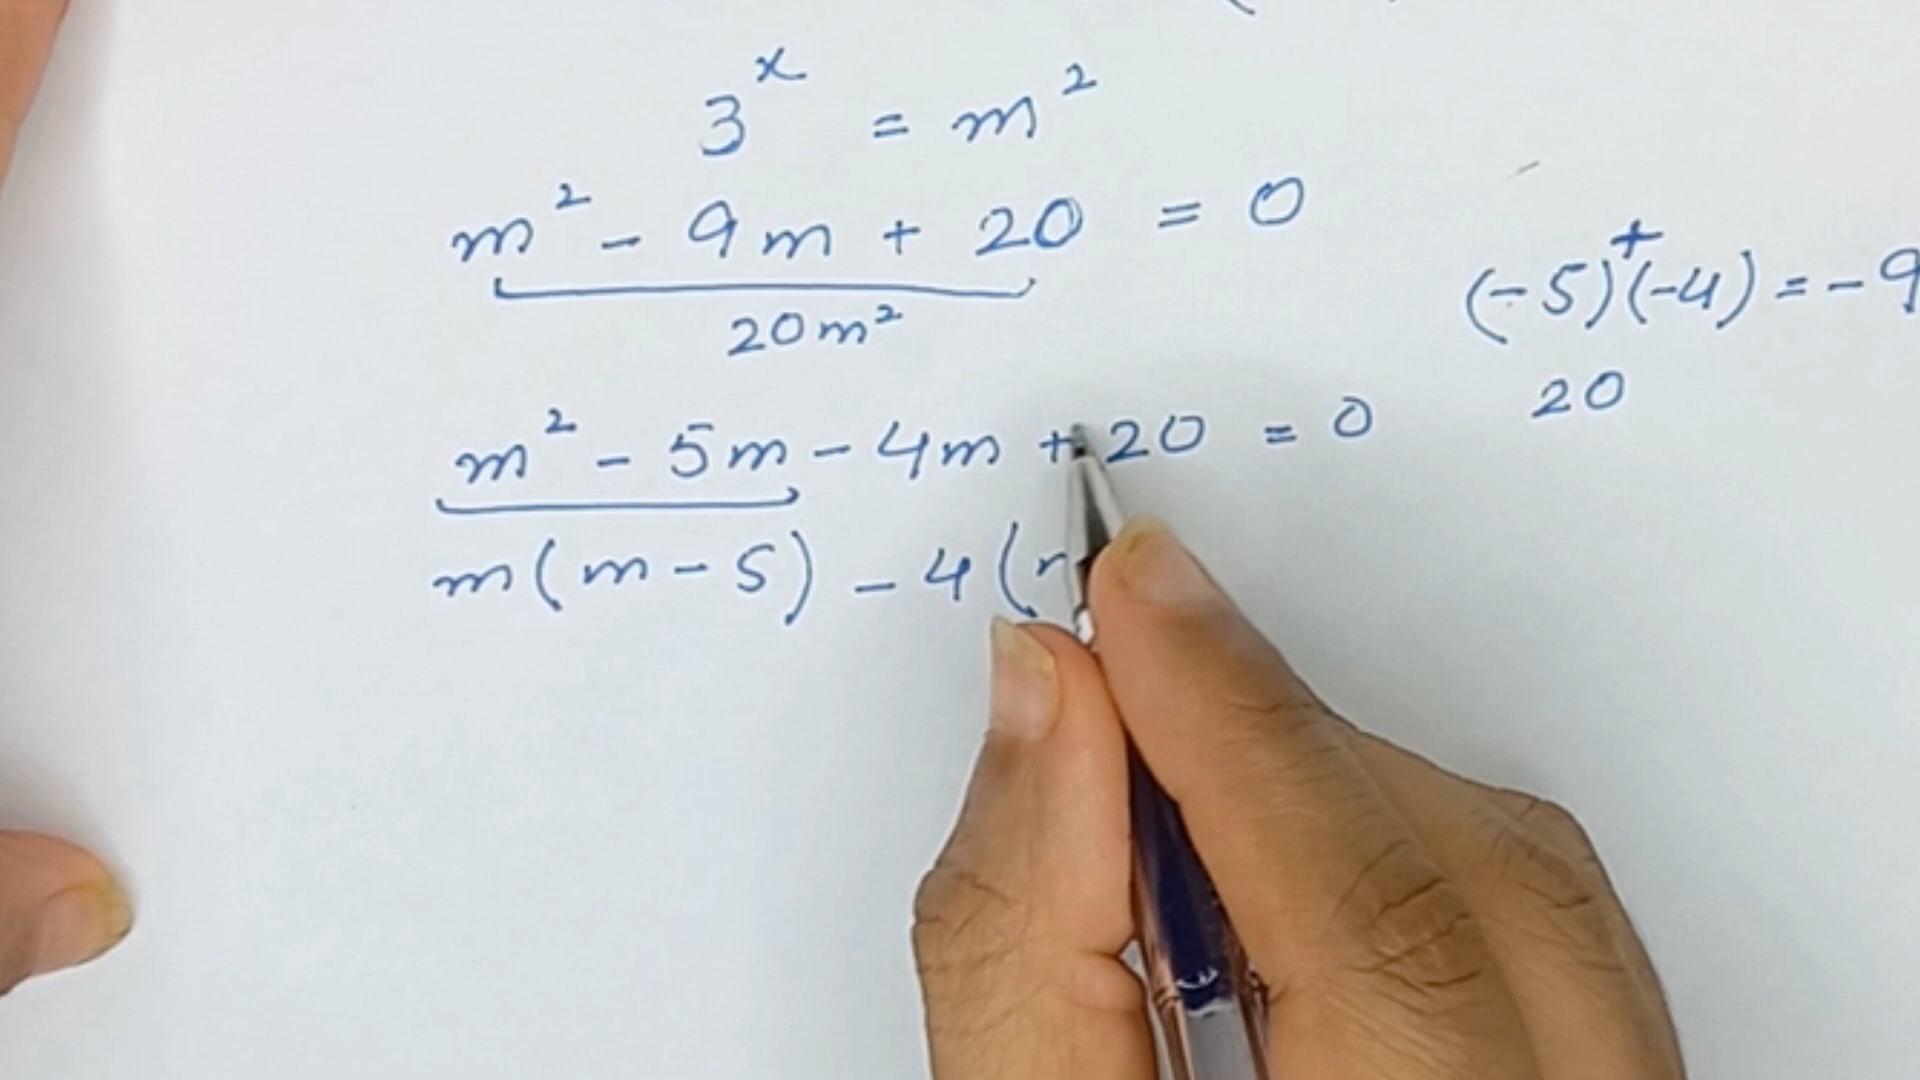 3^x = m^2
m^2 - 9m + 20 = 0
20m^2
(-5)+(-4) = -9
20
m^2 - 5m - 4m + 20 = 0
m(m-5) - 4(